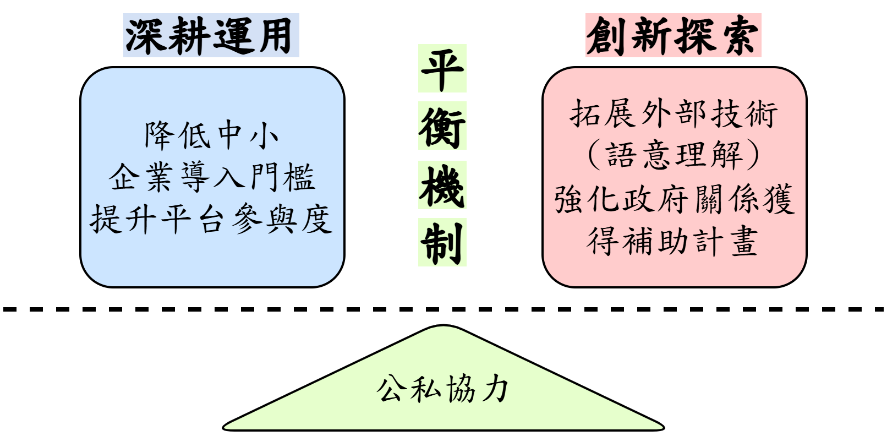 深耕運用
降低中小
企業導入門檻
提升平台參與度
平
衡
機
制
創新探索
拓展外部技術
（語意理解）
強化政府關係獲
得補助計畫
公私協力